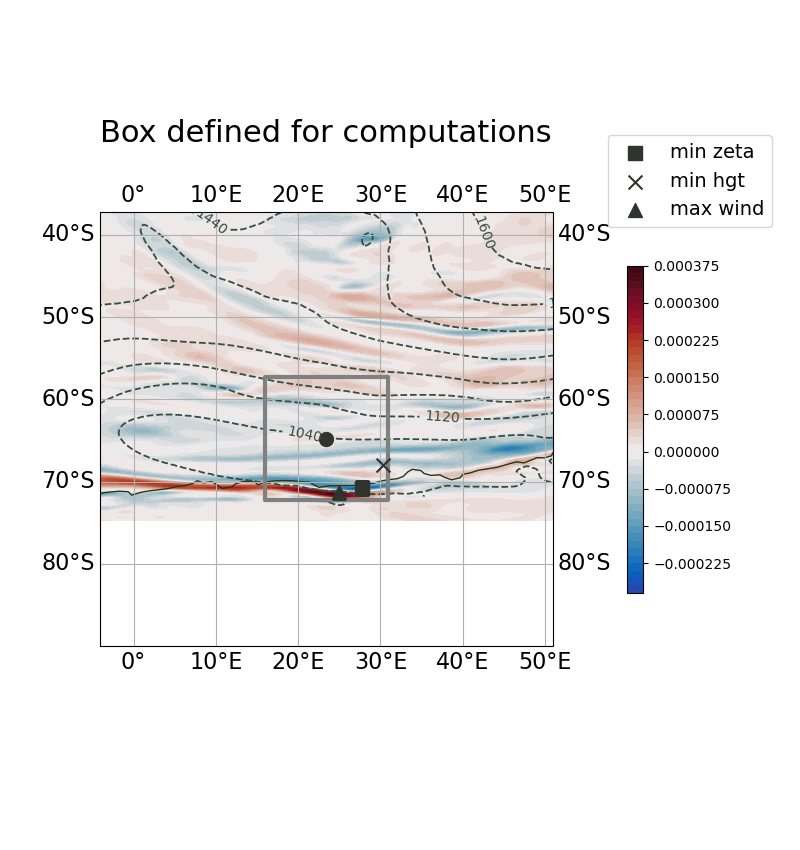 Box defined for computations
min zeta
min hgt
max wind
0° 10°E 20°E 30°E 40°E 50°E
1440
1600
40°S 40°S
50°S 50°S
60°S 60°S
1120
1040
70°S 70°S
80°S 80°S
0° 10°E 20°E 30°E 40°E 50°E
0.000375
0.000300
0.000225
0.000150
0.000075
0.000000
−0.000075
−0.000150
−0.000225